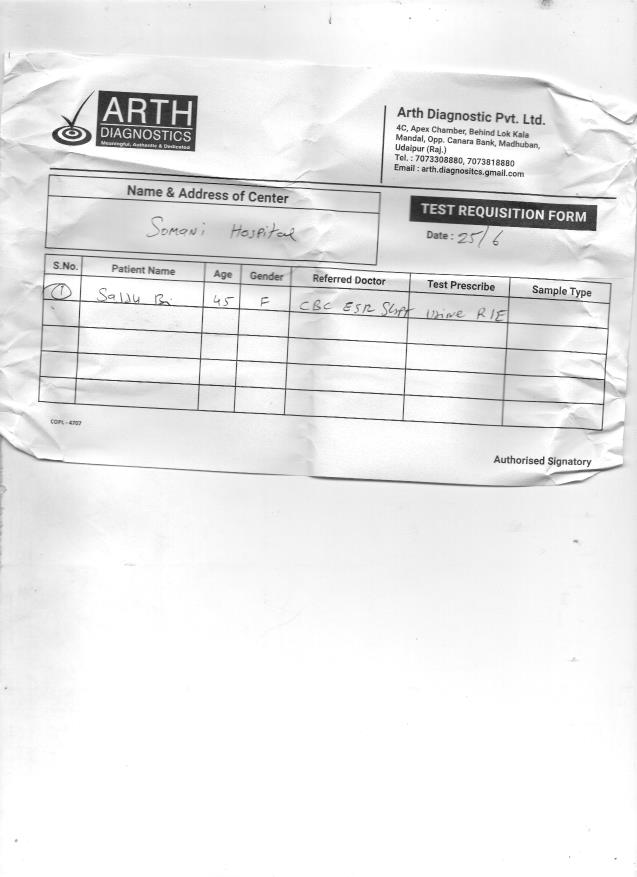 ARTH
DIAGNOSTICS
Meaningful, Authentic & Dedicated
Arth Diagnostic Pvt. Ltd.
4C, Apex Chamber, Behind Lok Kala
Mandal, Opp. Canara Bank, Madhuban,
Udaipur (Raj.)
Tel. : 7073308880, 7073818880
Email : arth.diagnositcs.gmail.com
Name & Address of Center
Somani Hospital
TEST REQUISITION FORM
Date : 25/6
S.No. Patient Name Age Gender Referred Doctor Test Prescribe Sample Type
1 Bi 45 F CBC ESR SGPT Urine R/E
COPL - 4707
Authorised Signatory